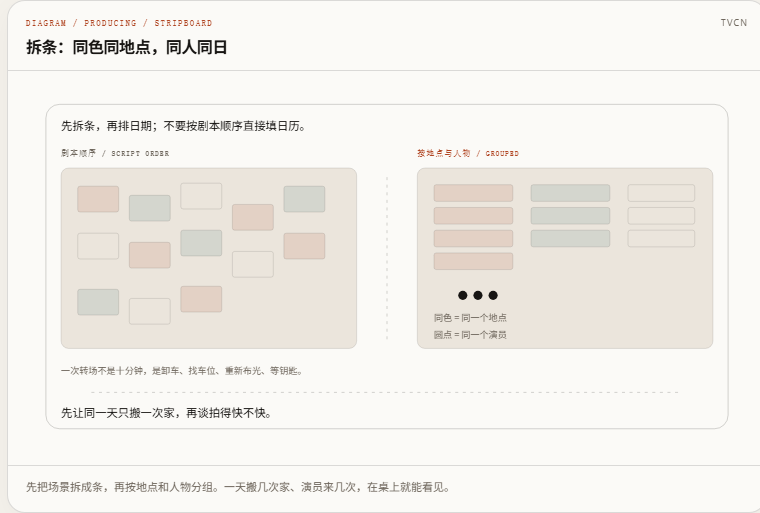 DIAGRAM / PRODUCING / STRIPBOARD
TVCN
拆条：同色同地点，同人同日
先拆条，再排日期；不要按剧本顺序直接填日历。
剧本顺序 / SCRIPT ORDER
按地点与人物 / GROUPED
同色 = 同一个地点
圆点 = 同一个演员
一次转场不是十分钟，是卸车、找车位、重新布光、等钥匙。
先让同一天只搬一次家，再谈拍得快不快。
先把场景拆成条，再按地点和人物分组。一天搬几次家、演员来几次，在桌上就能看见。